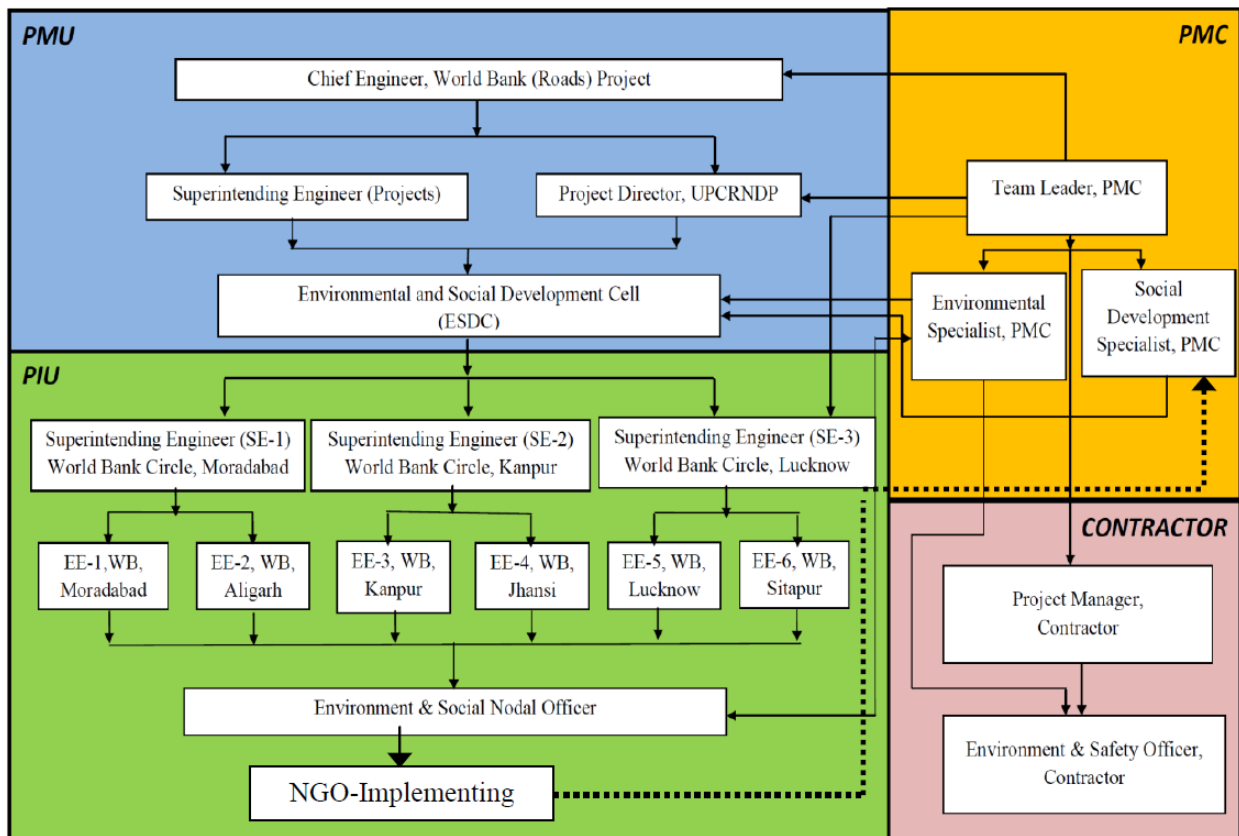 PMU
PMC
Chief Engineer, World Bank (Roads) Project
Superintending Engineer (Projects)
Project Director, UPCRNDP
Team Leader, PMC
Environmental and Social Development Cell
(ESDC)
Environmental
Specialist, PMC
Social
Development
Specialist, PMC
PIU
Superintending Engineer (SE-1)
World Bank Circle, Moradabad
Superintending Engineer (SE-2)
World Bank Circle, Kanpur
Superintending Engineer (SE-3)
World Bank Circle, Lucknow
CONTRACTOR
EE-1,WB,
Moradabad
EE-2, WB,
Aligarh
EE-3, WB,
Kanpur
EE-4, WB,
Jhansi
EE-5, WB,
Lucknow
EE-6, WB,
Sitapur
Project Manager,
Contractor
Environment & Social Nodal Officer
Environment & Safety Officer,
Contractor
NGO-Implementing